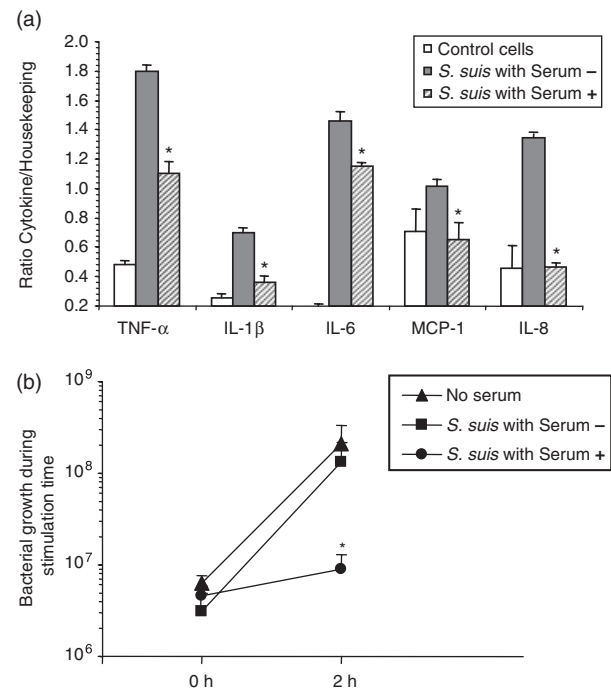 (a)
Ratio Cytokine/Housekeeping
2.0
1.8
1.6
1.4
1.2
1.0
0.8
0.6
0.4
0.2
Control cells
S. suis with Serum –
S. suis with Serum +
*
*
*
*
*
TNF-α IL-1β IL-6 MCP-1 IL-8
(b)
Bacterial growth during
stimulation time
10⁹
10⁸
10⁷
10⁶
No serum
S. suis with Serum –
S. suis with Serum +
*
0 h 2 h